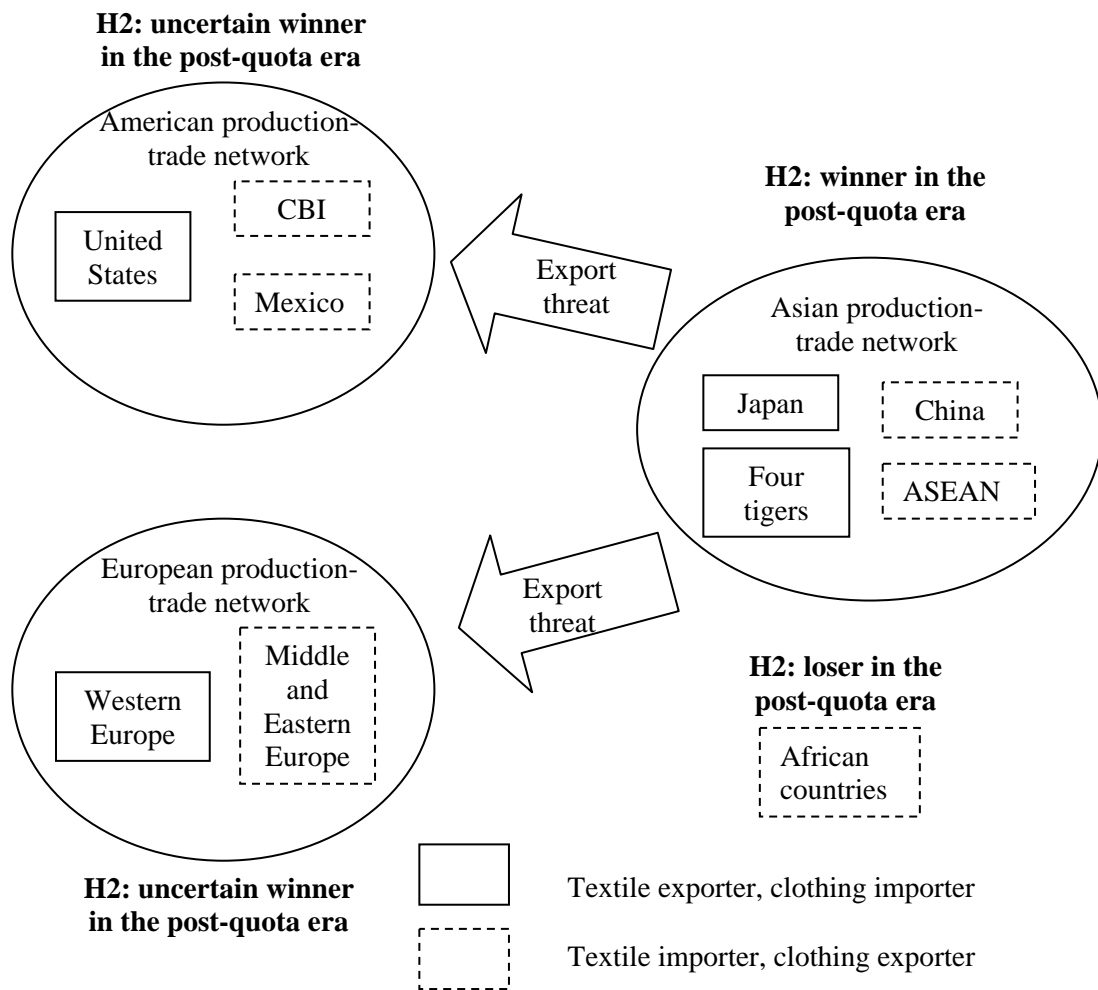 H2: uncertain winner
in the post-quota era
American production-
trade network
CBI
United
States
Mexico
Export
threat
H2: winner in the
post-quota era
Asian production-
trade network
Japan
China
Four
tigers
ASEAN
European production-
trade network
Western
Europe
Middle
and
Eastern
Europe
Export
threat
H2: loser in the
post-quota era
African
countries
H2: uncertain winner
in the post-quota era
Textile exporter, clothing importer
Textile importer, clothing exporter